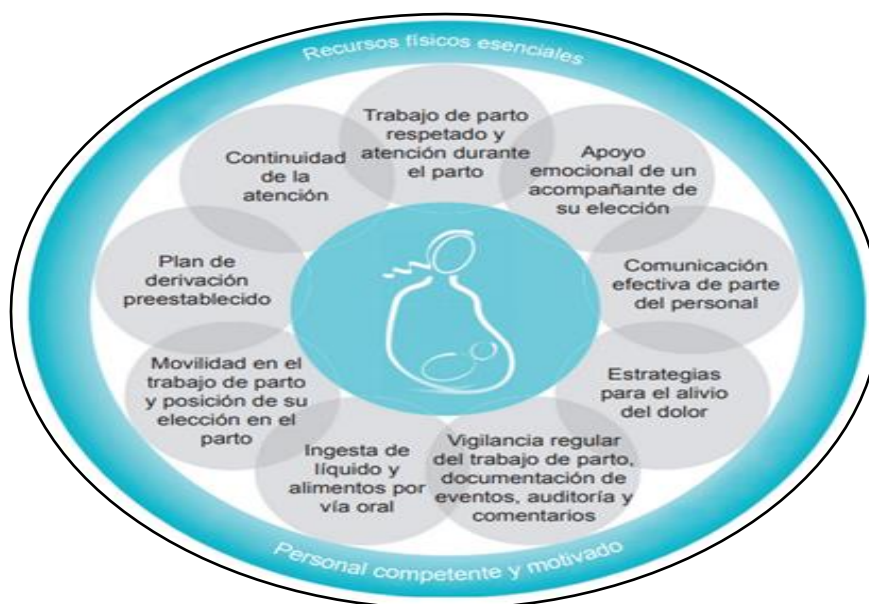 Recursos físicos esenciales
Trabajo de parto
respetado y
atención durante
el parto
Apoyo
emocional de un
acompañante de
su elección
Comunicación
efectiva de parte
del personal
Estrategias
para el alivio
del dolor
Vigilancia regular
del trabajo de parto,
documentación de
eventos, auditoría y
comentarios
Ingesta de
líquido y
alimentos por
vía oral
Movilidad en el
trabajo de parto
y posición de su
elección en el
parto
Plan de
derivación
preestablecido
Continuidad
de la
atención
Personal competente y motivado